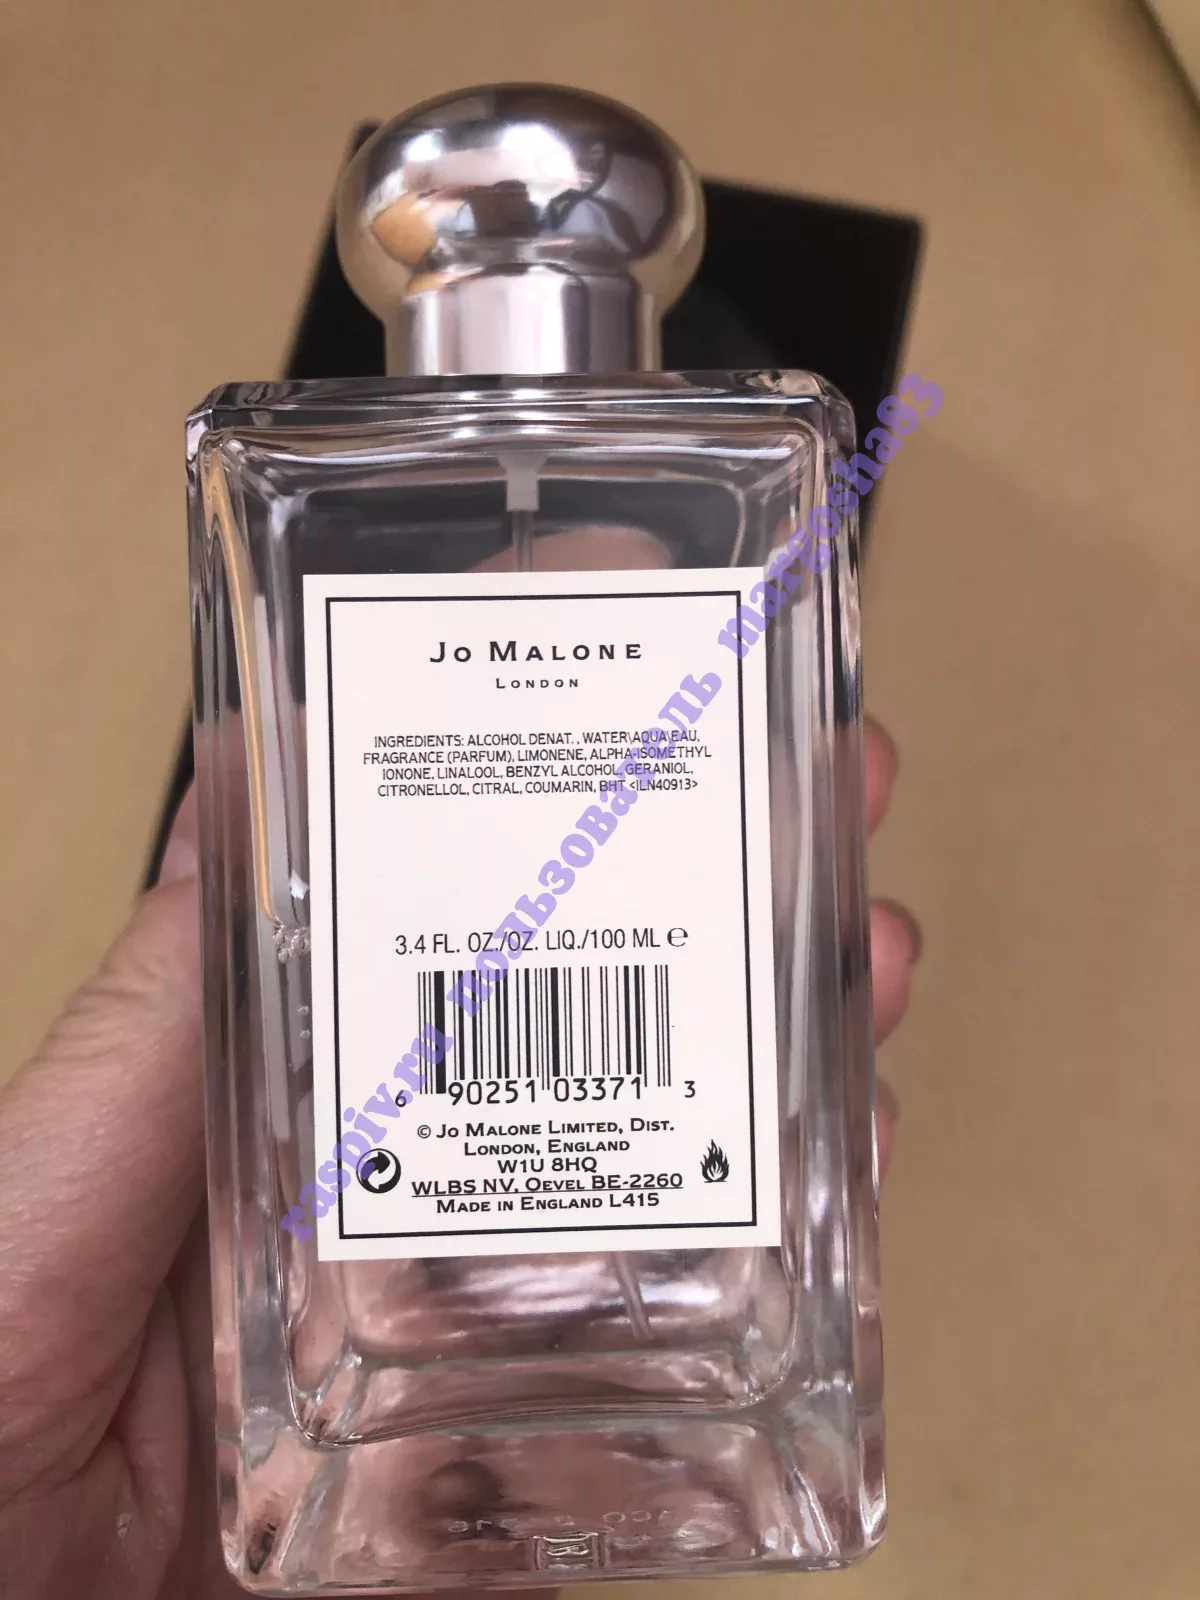 JO MALONE
LONDON
INGREDIENTS: ALCOHOL DENAT., WATER\AQUA\EAU,
FRAGRANCE (PARFUM), LIMONENE, ALPHA-ISOMETHYL
IONONE, LINALOOL, BENZYL ALCOHOL, GERANIOL,
CITRONELLOL, CITRAL, COUMARIN, BHT <ILN40913>
3.4 FL. OZ./OZ. LIQ./100 ML ℮
6 90251 03371 3
© JO MALONE LIMITED, DIST.
LONDON, ENGLAND
W1U 8HQ
WLBS NV, OEVEL BE-2260
MADE IN ENGLAND L415
raspiv.ru пользователь margosha83